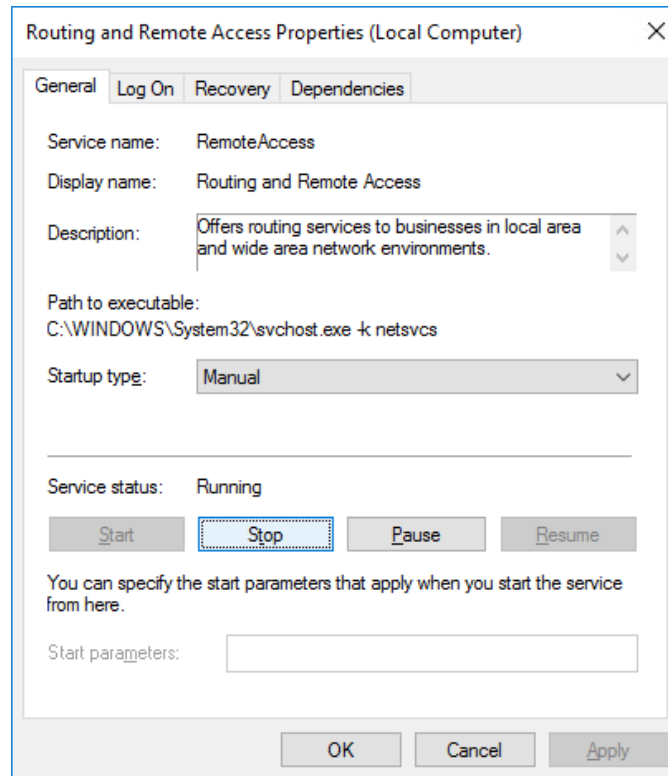 Routing and Remote Access Properties (Local Computer)
General Log On Recovery Dependencies
Service name: RemoteAccess
Display name: Routing and Remote Access
Description: Offers routing services to businesses in local area
and wide area network environments.
Path to executable:
C:\WINDOWS\System32\svchost.exe -k netsvcs
Startup type: Manual
Service status: Running
Start Stop Pause Resume
You can specify the start parameters that apply when you start the service
from here.
Start parameters:
OK Cancel Apply